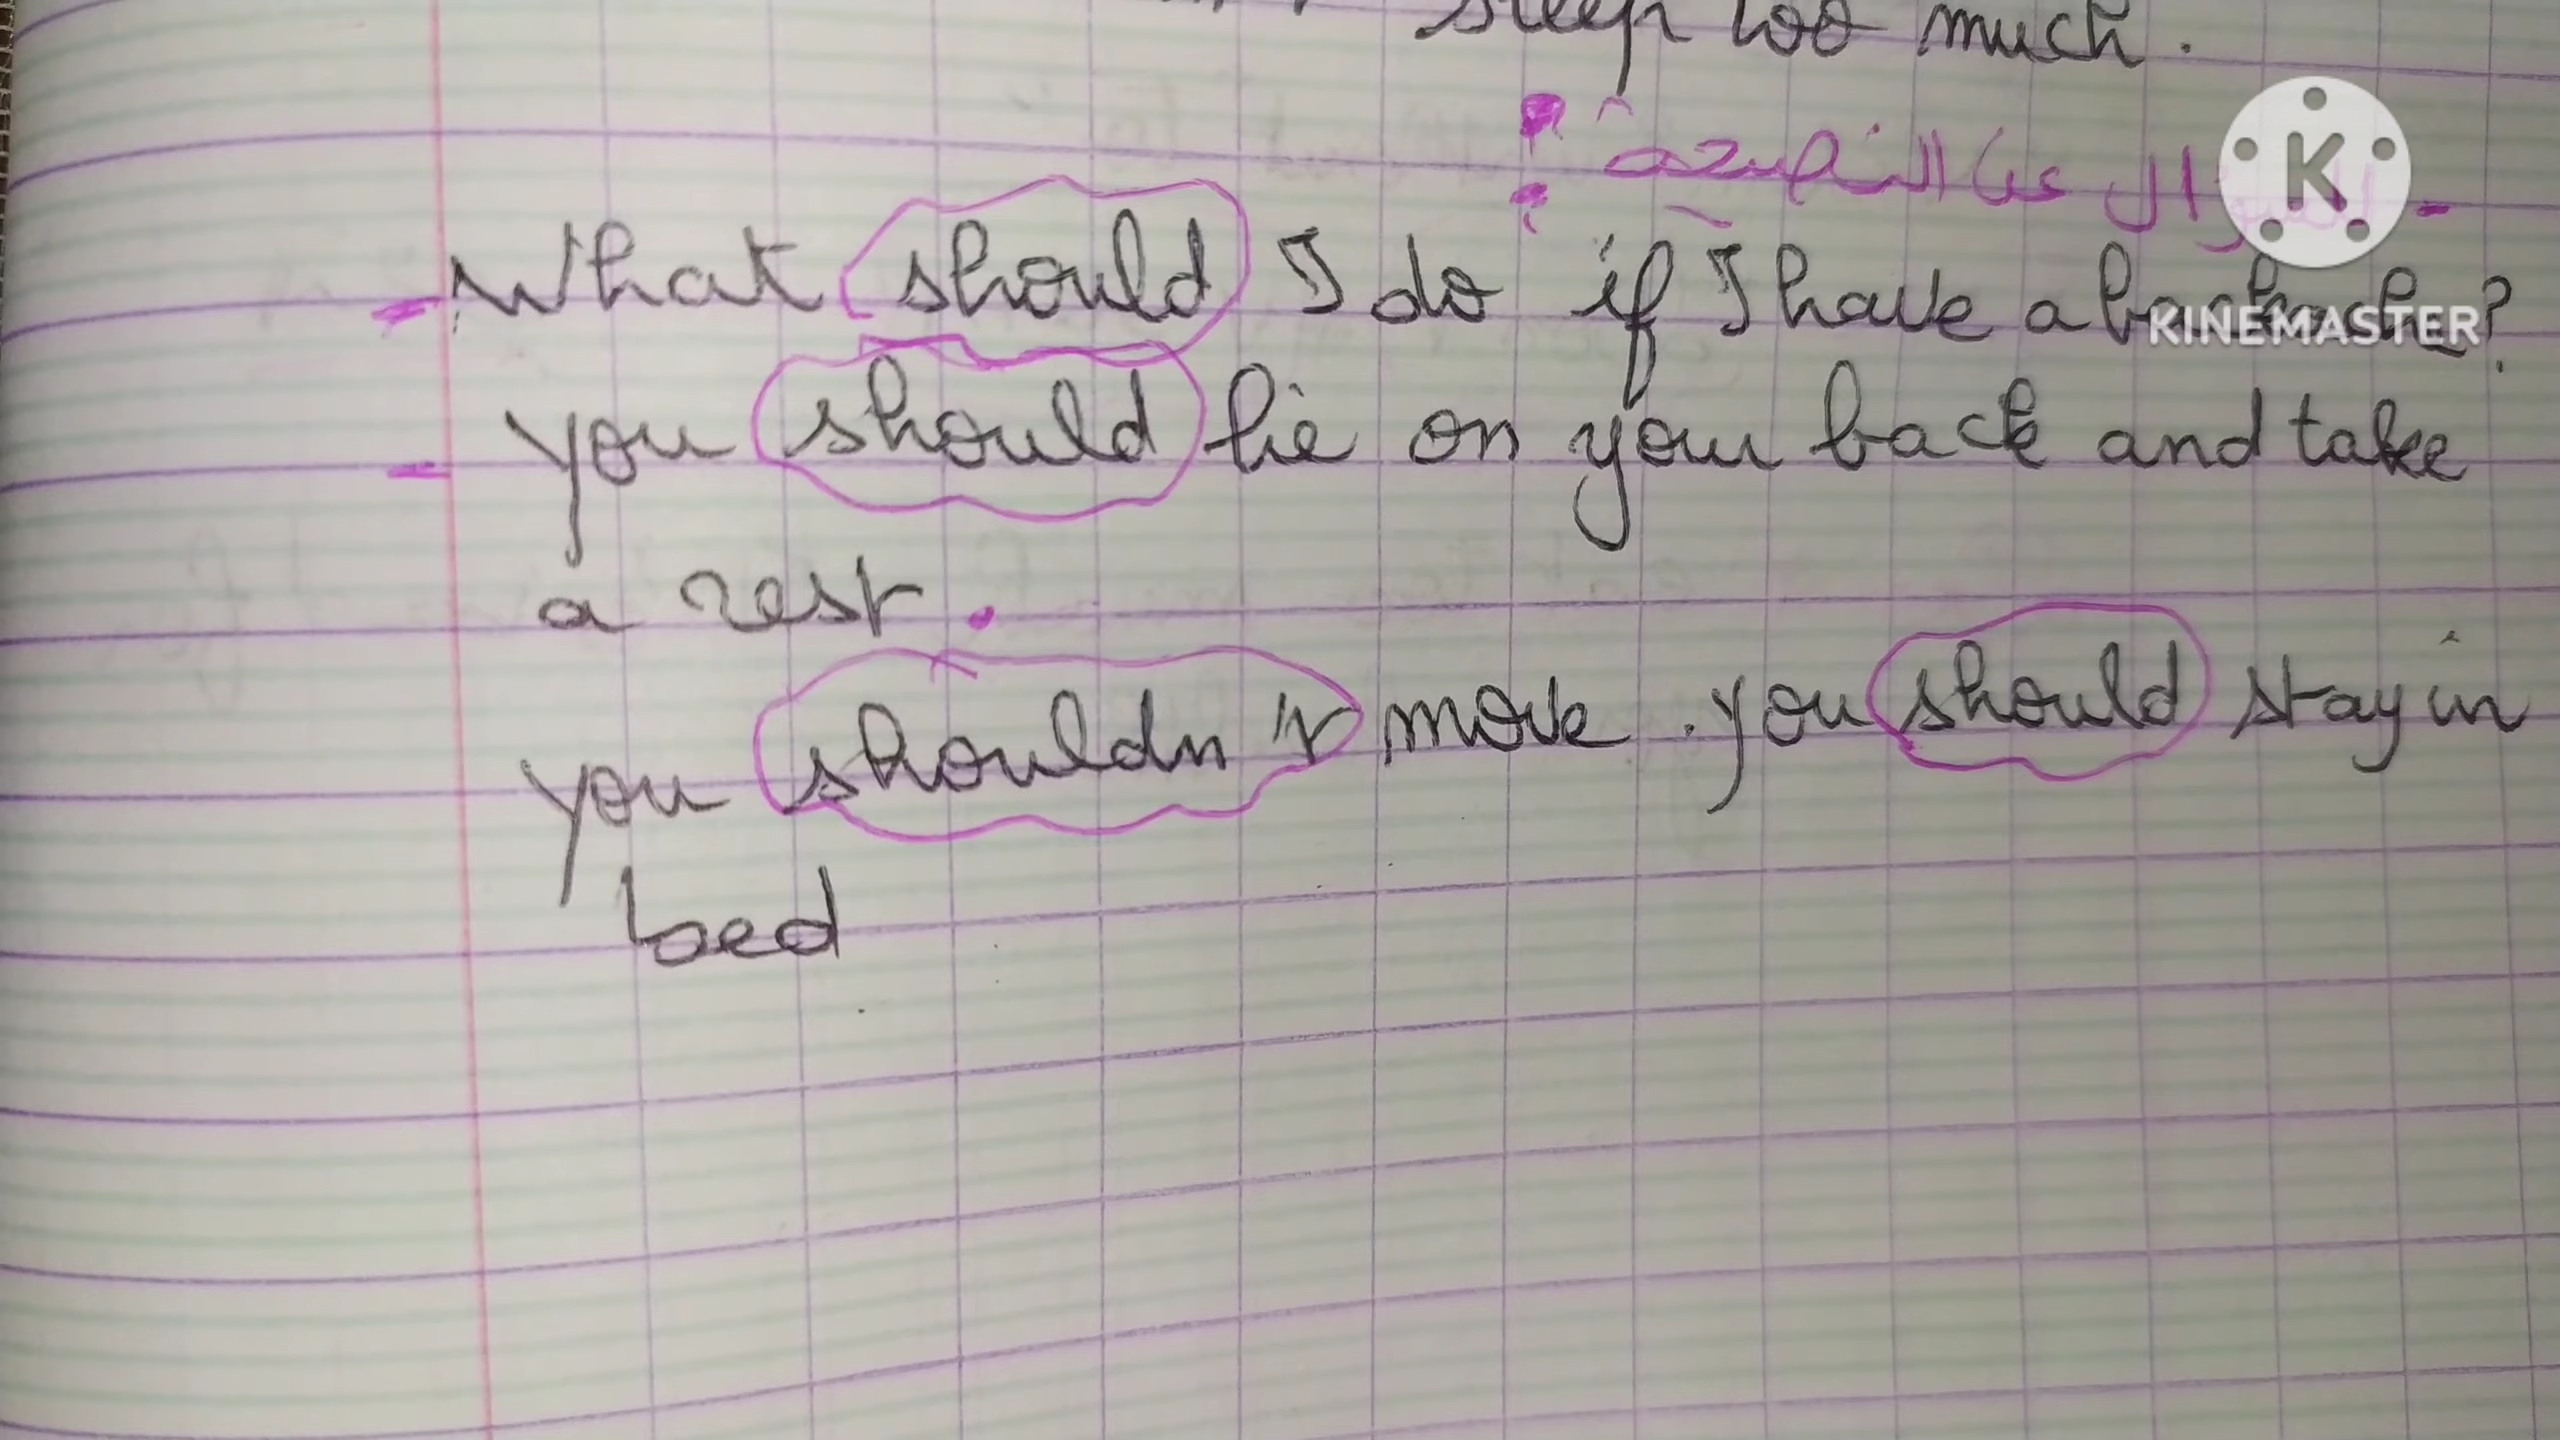 sleep too much.
- السؤال عن النصيحة :
- What should I do if I have a backache?
- you should lie on your back and take
a rest.
you shouldn't move. you should stay in
bed
KINEMASTER